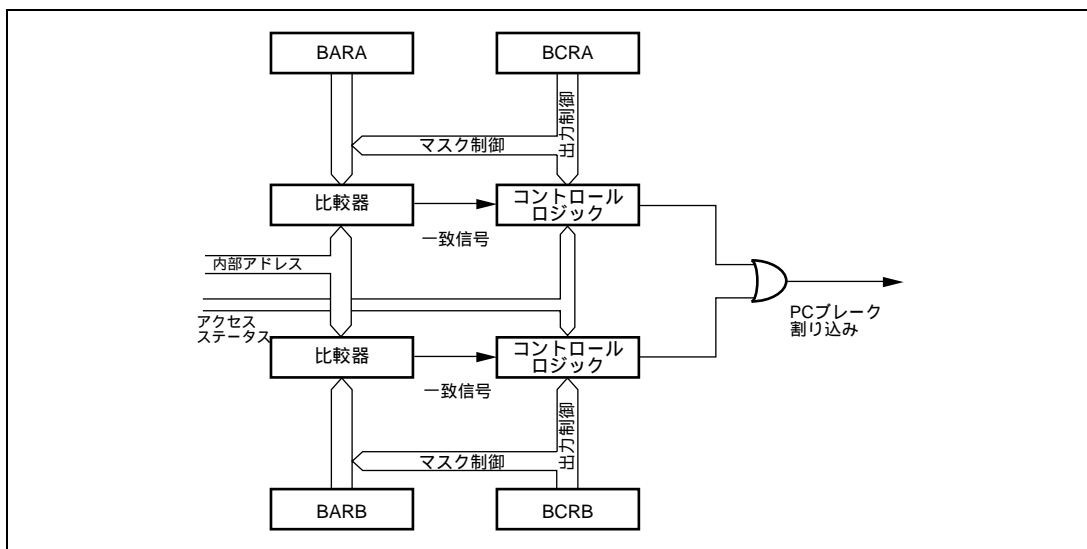 BARA
BCRA
出力制御
マスク制御
比較器
コントロール
ロジック
一致信号
内部アドレス
アクセス
ステータス
PCブレーク
割り込み
比較器
コントロール
ロジック
一致信号
出力制御
マスク制御
BARB
BCRB